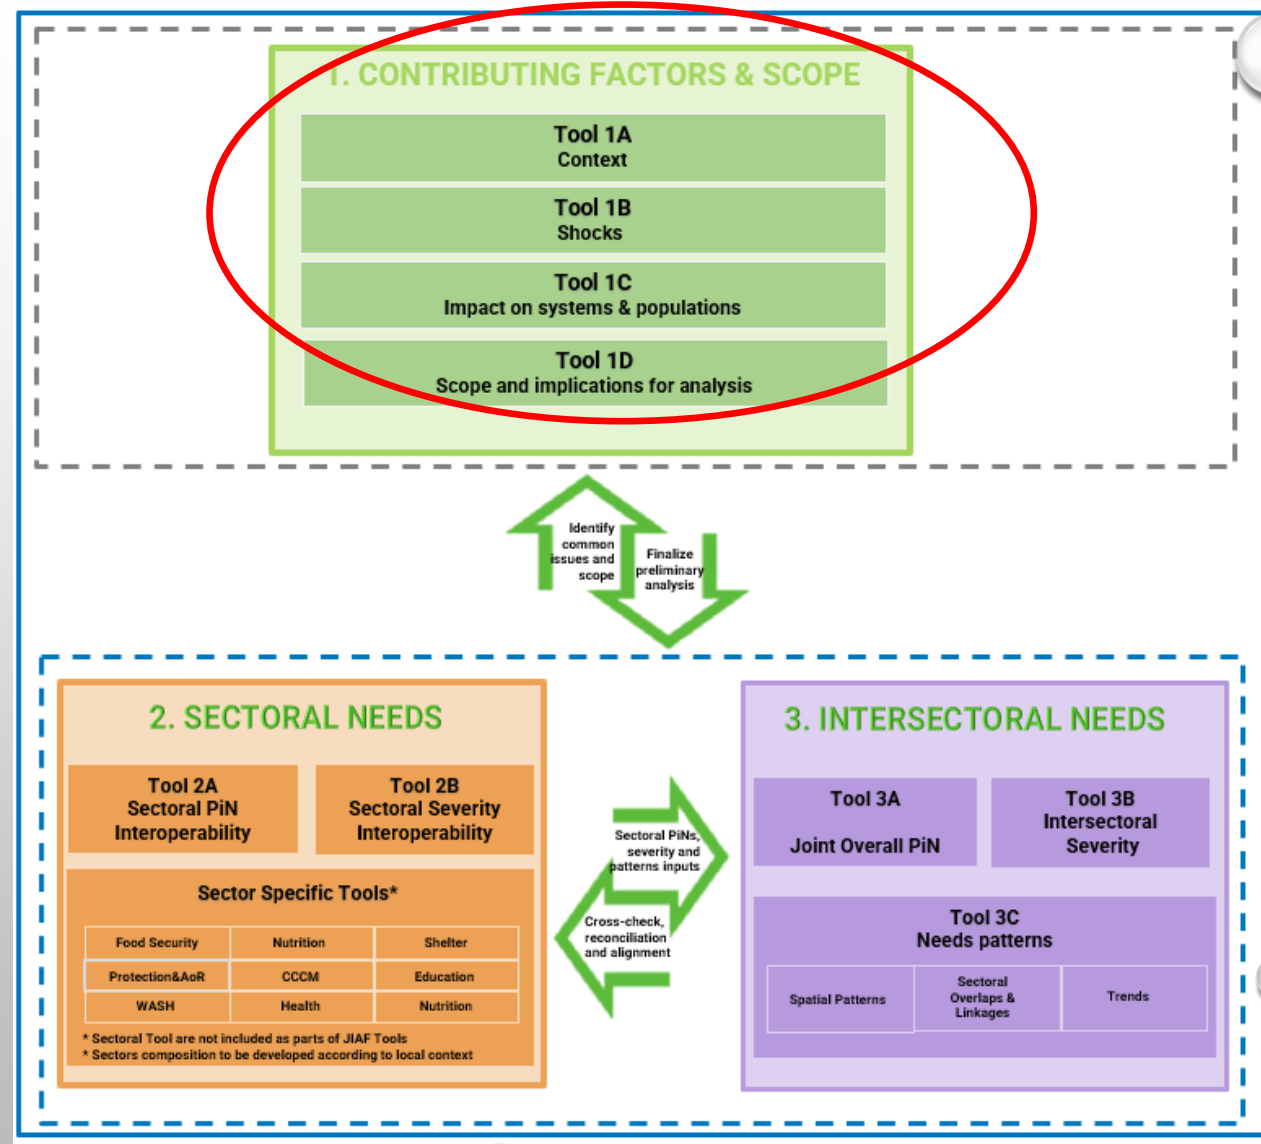 1. CONTRIBUTING FACTORS & SCOPE
Tool 1A
Context
Tool 1B
Shocks
Tool 1C
Impact on systems & populations
Tool 1D
Scope and implications for analysis
Identify
common
issues and
scope
Finalize
preliminary
analysis
2. SECTORAL NEEDS
Tool 2A
Sectoral PiN
Interoperability
Tool 2B
Sectoral Severity
Interoperability
Sector Specific Tools*
Food Security
Nutrition
Shelter
Protection&AoR
CCCM
Education
WASH
Health
Nutrition
* Sectoral Tool are not included as parts of JIAF Tools
* Sectors composition to be developed according to local context
Sectoral PiNs,
severity and
patterns inputs
Cross-check,
reconciliation
and alignment
3. INTERSECTORAL NEEDS
Tool 3A
Joint Overall PiN
Tool 3B
Intersectoral
Severity
Tool 3C
Needs patterns
Spatial Patterns
Sectoral
Overlaps &
Linkages
Trends